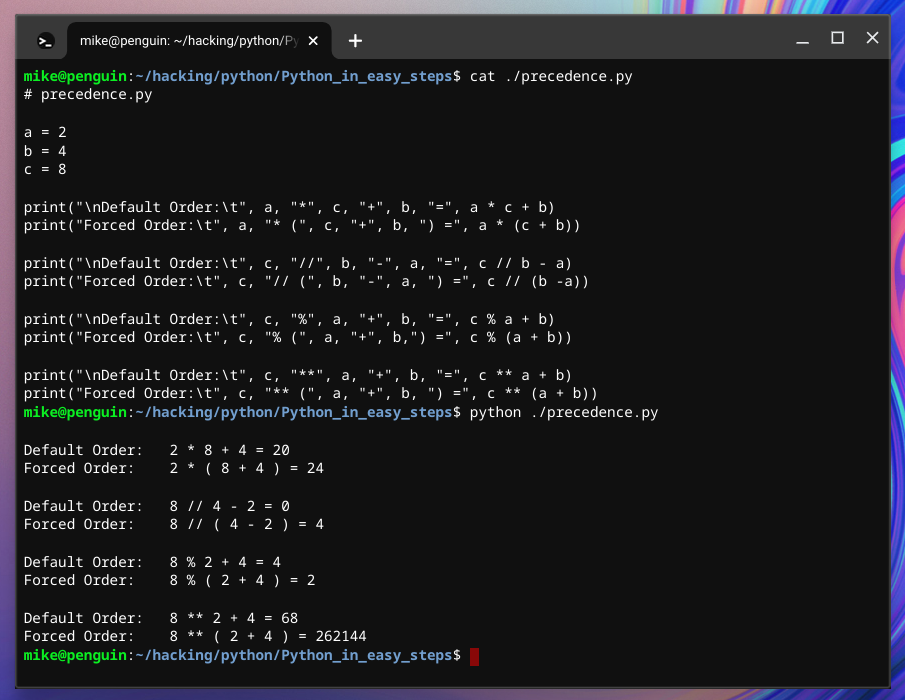 mike@penguin: ~/hacking/python/Py
mike@penguin:~/hacking/python/Python_in_easy_steps$ cat ./precedence.py
# precedence.py
a = 2
b = 4
c = 8
print("\nDefault Order:\t", a, "*", c, "+", b, "=", a * c + b)
print("Forced Order:\t", a, "* (", c, "+", b, ") =", a * (c + b))
print("\nDefault Order:\t", c, "//", b, "-", a, "=", c // b - a)
print("Forced Order:\t", c, "// (", b, "-", a, ") =", c // (b -a))
print("\nDefault Order:\t", c, "%", a, "+", b, "=", c % a + b)
print("Forced Order:\t", c, "% (", a, "+", b,") =", c % (a + b))
print("\nDefault Order:\t", c, "**", a, "+", b, "=", c ** a + b)
print("Forced Order:\t", c, "** (", a, "+", b, ") =", c ** (a + b))
mike@penguin:~/hacking/python/Python_in_easy_steps$ python ./precedence.py
Default Order:   2 * 8 + 4 = 20
Forced Order:    2 * ( 8 + 4 ) = 24
Default Order:   8 // 4 - 2 = 0
Forced Order:    8 // ( 4 - 2 ) = 4
Default Order:   8 % 2 + 4 = 4
Forced Order:    8 % ( 2 + 4 ) = 2
Default Order:   8 ** 2 + 4 = 68
Forced Order:    8 ** ( 2 + 4 ) = 262144
mike@penguin:~/hacking/python/Python_in_easy_steps$